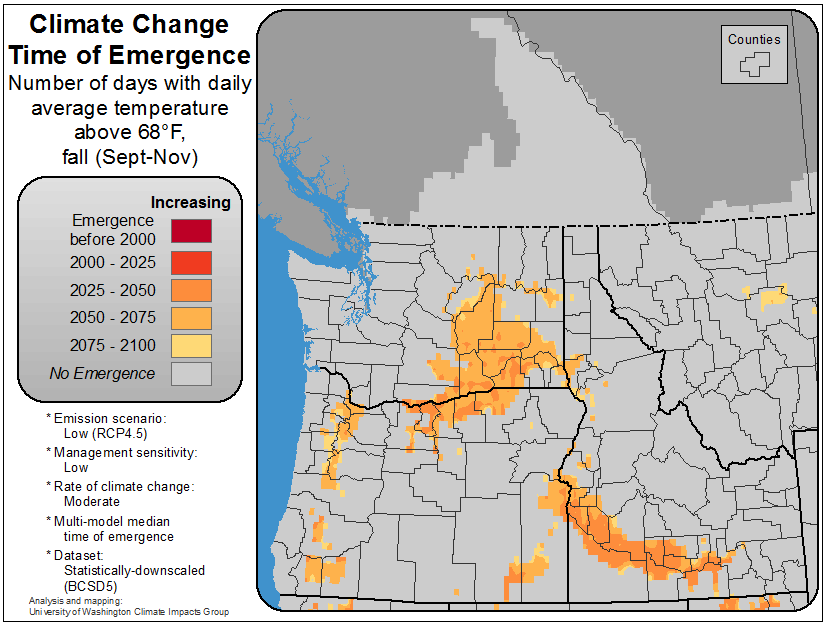 Climate Change
Time of Emergence
Number of days with daily
average temperature
above 68°F,
fall (Sept-Nov)
Increasing
Emergence
before 2000
2000 - 2025
2025 - 2050
2050 - 2075
2075 - 2100
No Emergence
* Emission scenario:
Low (RCP4.5)
* Management sensitivity:
Low
* Rate of climate change:
Moderate
* Multi-model median
time of emergence
* Dataset:
Statistically-downscaled
(BCSD5)
Analysis and mapping:
University of Washington Climate Impacts Group
Counties